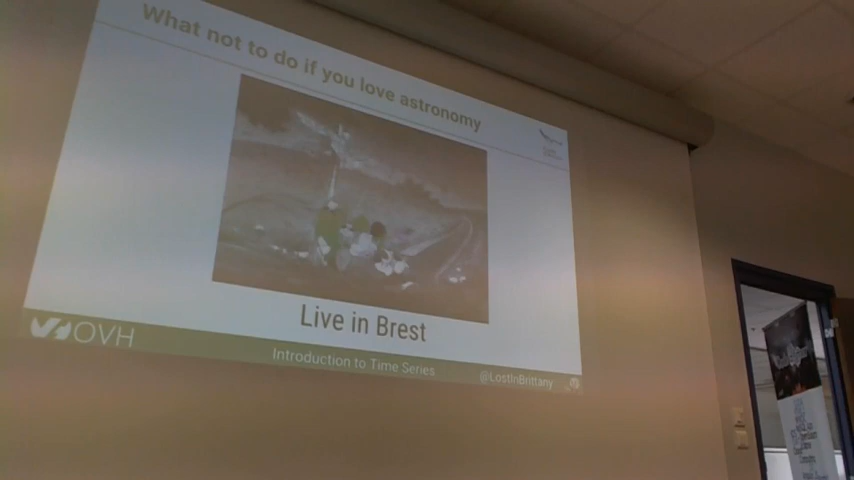 What not to do if you love astronomy
Live in Brest
OVH
Introduction to Time Series
@LostInBrittany